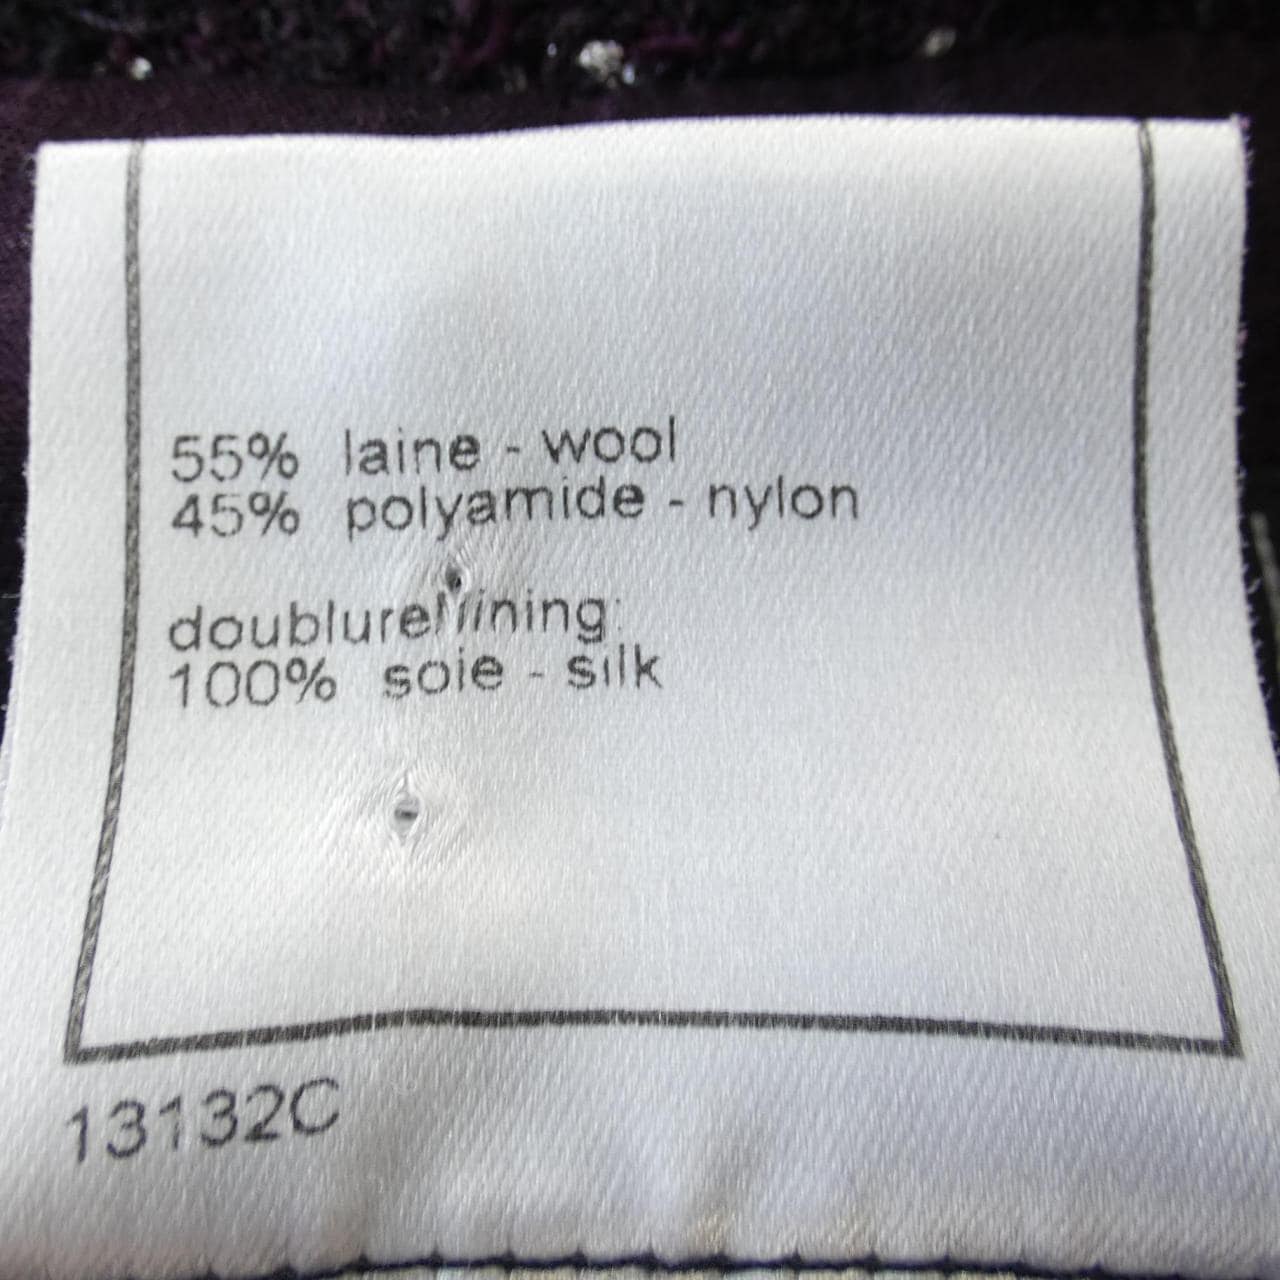 55% laine - wool
45% polyamide - nylon
doublure/lining:
100% soie - silk
13132C